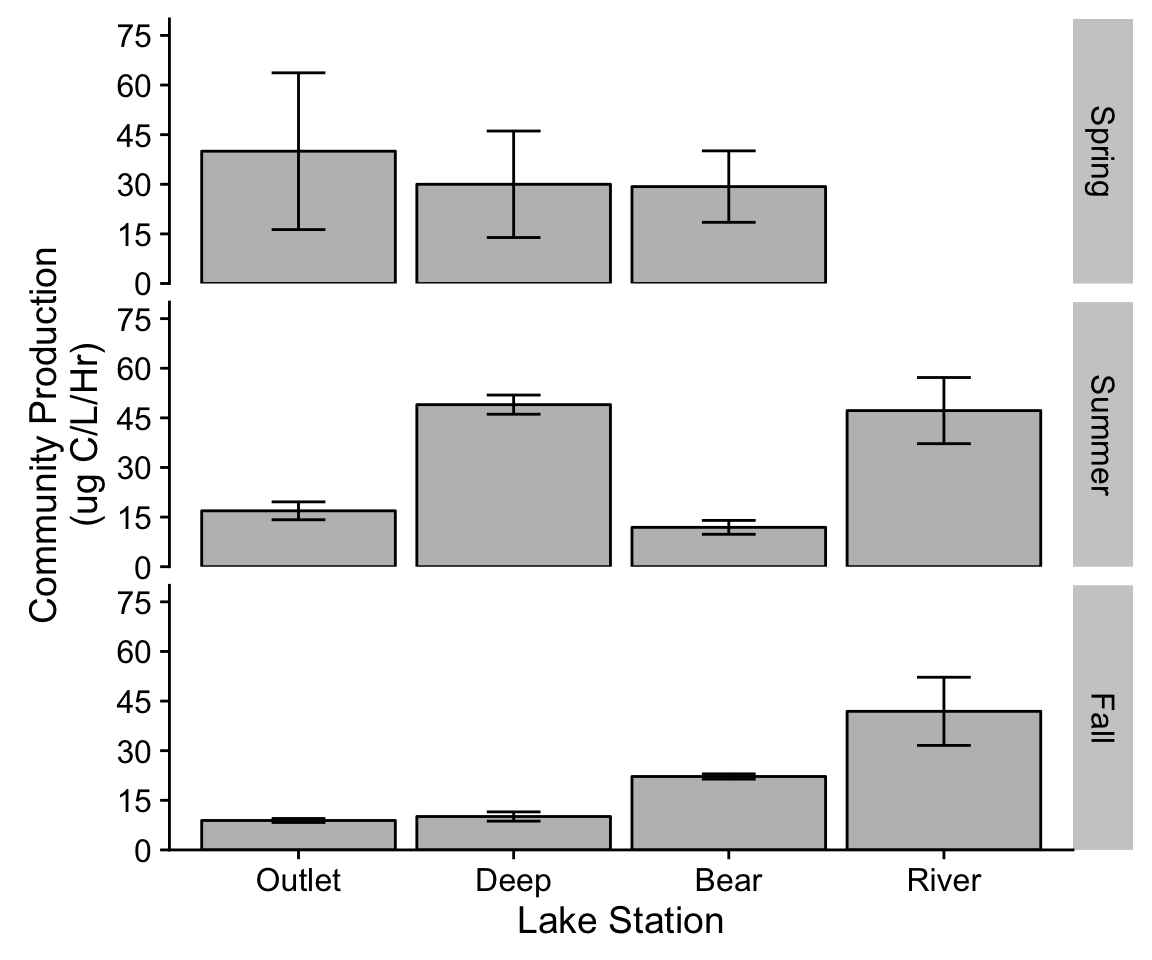 75
60
45
30
15
0
Spring
75
60
45
30
15
0
Summer
75
60
45
30
15
0
Fall
Community Production
(ug C/L/Hr)
Outlet Deep Bear River
Lake Station